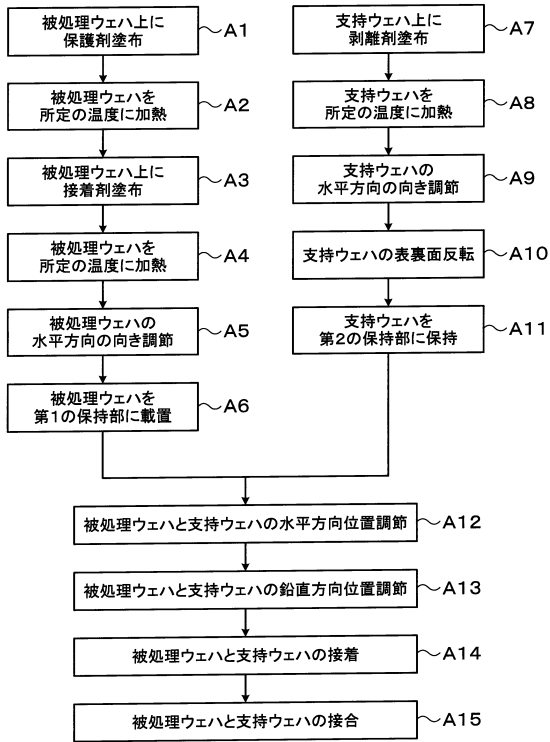 被処理ウェハ上に
保護剤塗布
A1
被処理ウェハを
所定の温度に加熱
A2
被処理ウェハ上に
接着剤塗布
A3
被処理ウェハを
所定の温度に加熱
A4
被処理ウェハの
水平方向の向き調節
A5
被処理ウェハを
第1の保持部に載置
A6
支持ウェハ上に
剥離剤塗布
A7
支持ウェハを
所定の温度に加熱
A8
支持ウェハの
水平方向の向き調節
A9
支持ウェハの表裏面反転
A10
支持ウェハを
第2の保持部に保持
A11
被処理ウェハと支持ウェハの水平方向位置調節
A12
被処理ウェハと支持ウェハの鉛直方向位置調節
A13
被処理ウェハと支持ウェハの接着
A14
被処理ウェハと支持ウェハの接合
A15